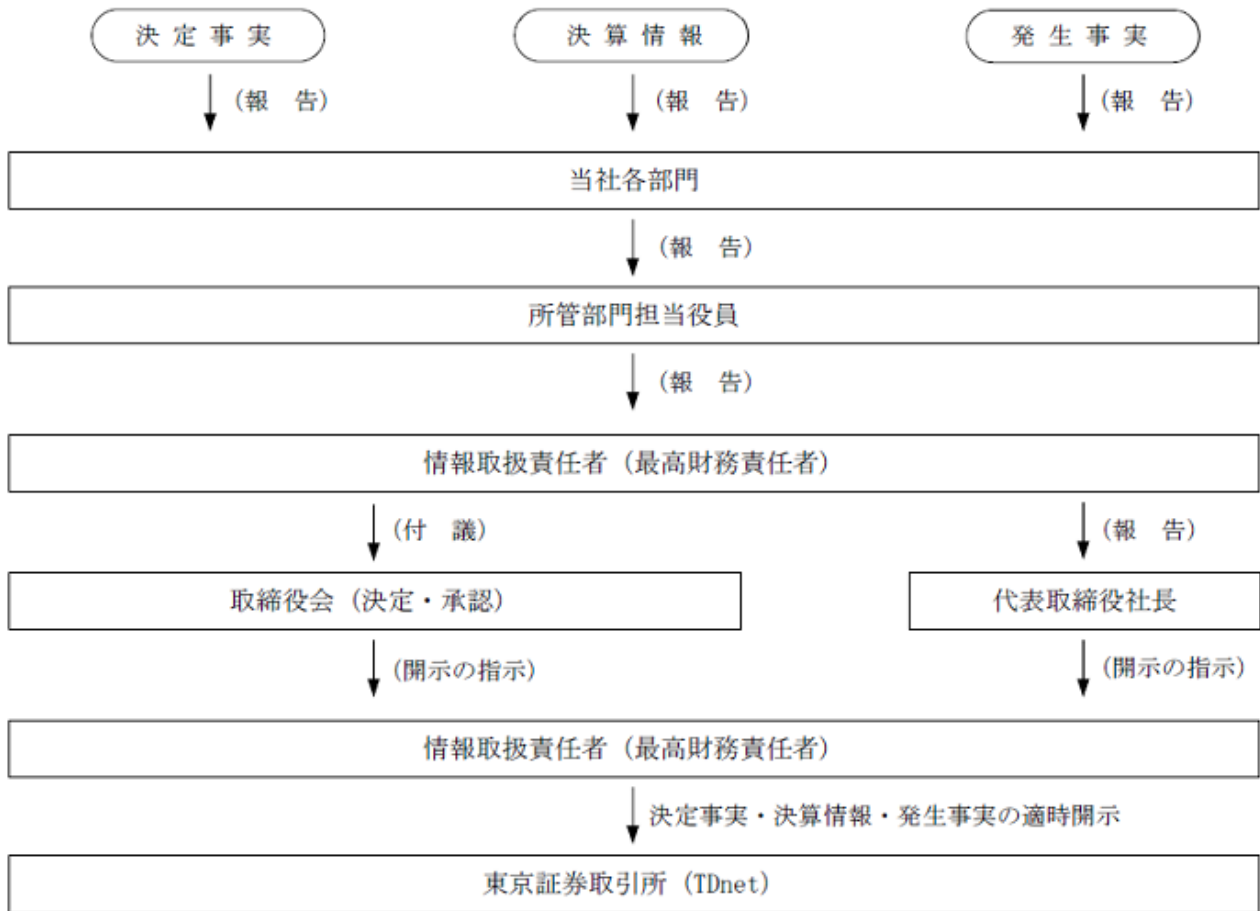 決定事実
決算情報
発生事実
(報 告)
(報 告)
(報 告)
当社各部門
(報 告)
所管部門担当役員
(報 告)
情報取扱責任者(最高財務責任者)
(付 議)
(報 告)
取締役会(決定・承認)
代表取締役社長
(開示の指示)
(開示の指示)
情報取扱責任者(最高財務責任者)
決定事実・決算情報・発生事実の適時開示
東京証券取引所(TDnet)